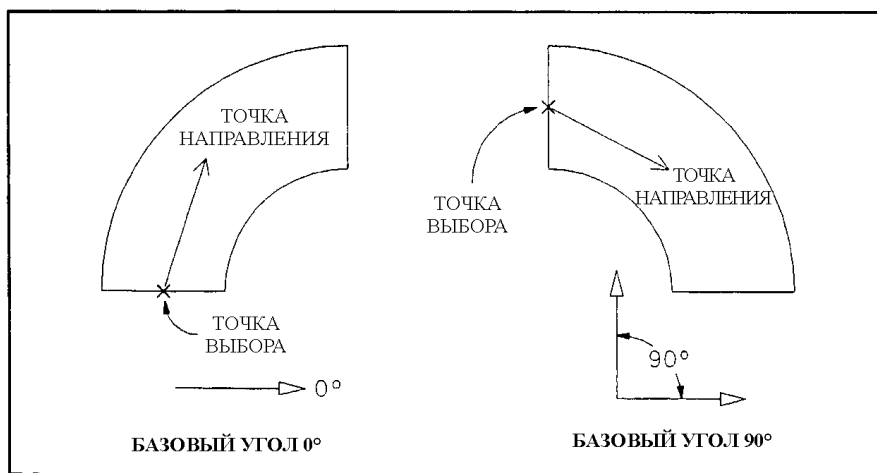 ТОЧКА
НАПРАВЛЕНИЯ
ТОЧКА
ВЫБОРА
0°
БАЗОВЫЙ УГОЛ 0°
ТОЧКА
ВЫБОРА
ТОЧКА
НАПРАВЛЕНИЯ
90°
БАЗОВЫЙ УГОЛ 90°